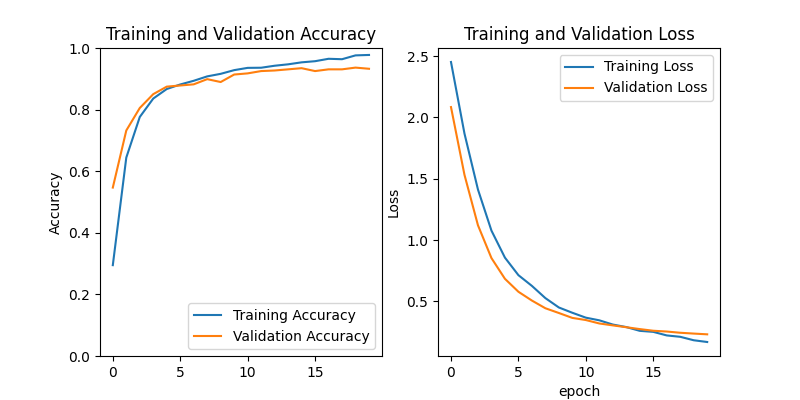 Training and Validation Accuracy
1.0
0.8
0.6
0.4
0.2
0.0
Accuracy
0
5
10
15
Training Accuracy
Validation Accuracy
Training and Validation Loss
2.5
2.0
1.5
1.0
0.5
Loss
0
5
10
15
epoch
Training Loss
Validation Loss